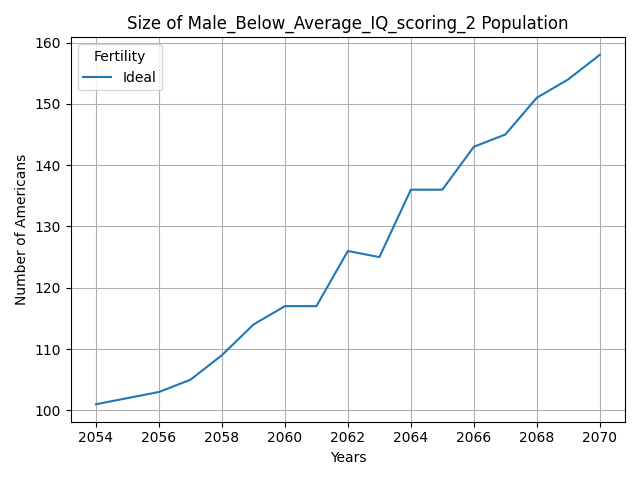 Size of Male_Below_Average_IQ_scoring_2 Population
Fertility
Ideal
Number of Americans
160
150
140
130
120
110
100
2054 2056 2058 2060 2062 2064 2066 2068 2070
Years